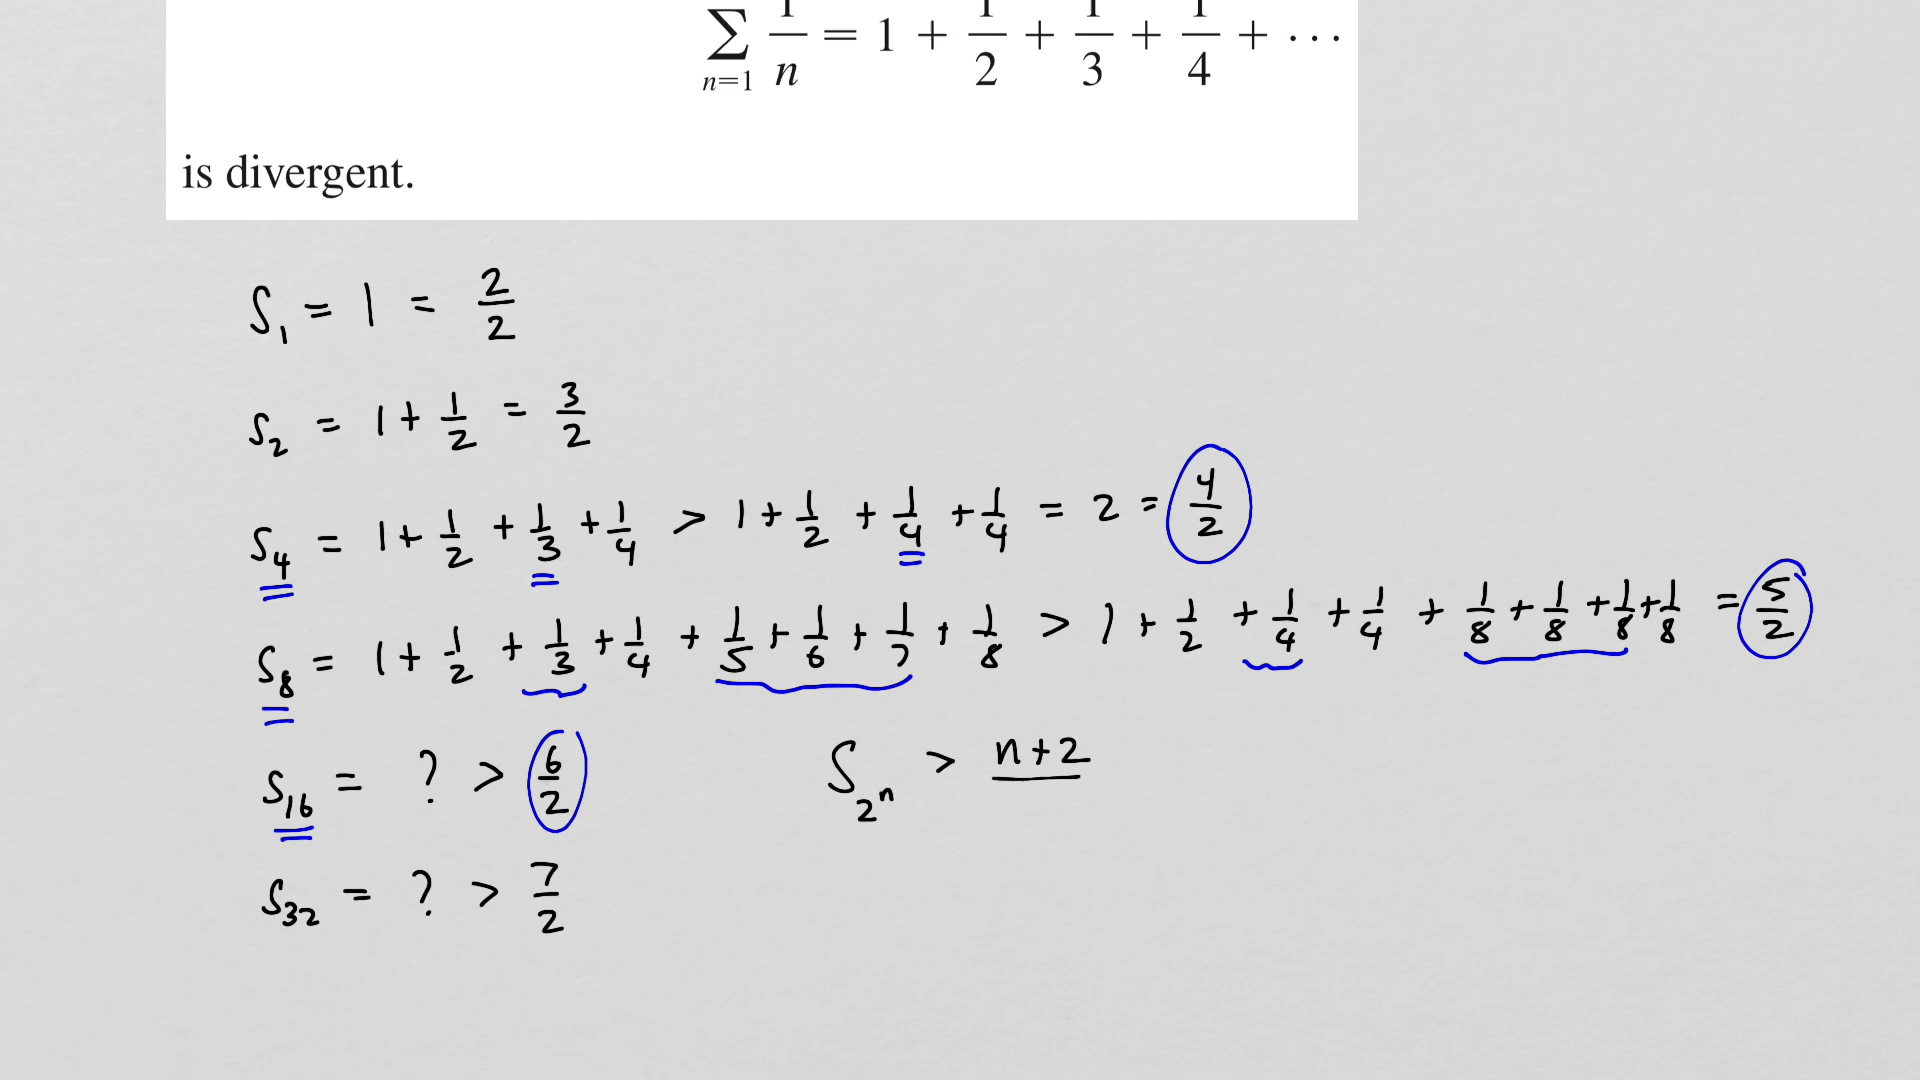 ∑ n=1 1/n = 1 + 1/2 + 1/3 + 1/4 + ···
is divergent.
S₁ = 1 = 2/2
S₂ = 1 + 1/2 = 3/2
S₄ = 1 + 1/2 + 1/3 + 1/4 > 1 + 1/2 + 1/4 + 1/4 = 2 = 4/2
S₈ = 1 + 1/2 + 1/3 + 1/4 + 1/5 + 1/6 + 1/7 + 1/8 > 1 + 1/2 + 1/4 + 1/4 + 1/8 + 1/8 + 1/8 + 1/8 = 5/2
S₁₆ = ? > 6/2
S_2ⁿ > n+2
S₃₂ = ? > 7/2